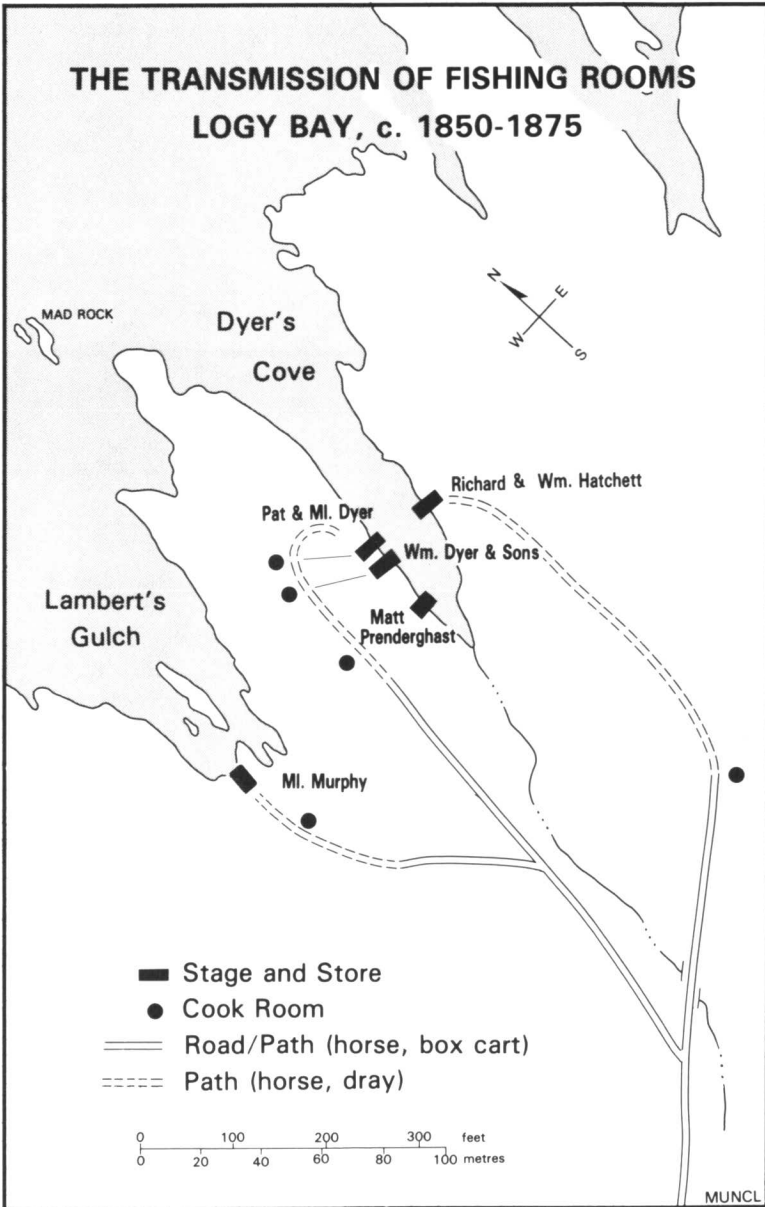 THE TRANSMISSION OF FISHING ROOMS
LOGY BAY, c. 1850-1875
N
E
W
S
MAD ROCK
Dyer's
Cove
Richard & Wm. Hatchett
Pat & Ml. Dyer
Wm. Dyer & Sons
Lambert's
Gulch
Matt
Prenderghast
Ml. Murphy
Stage and Store
Cook Room
Road/Path (horse, box cart)
Path (horse, dray)
0 100 200 300 feet
0 20 40 60 80 100 metres
MUNCL